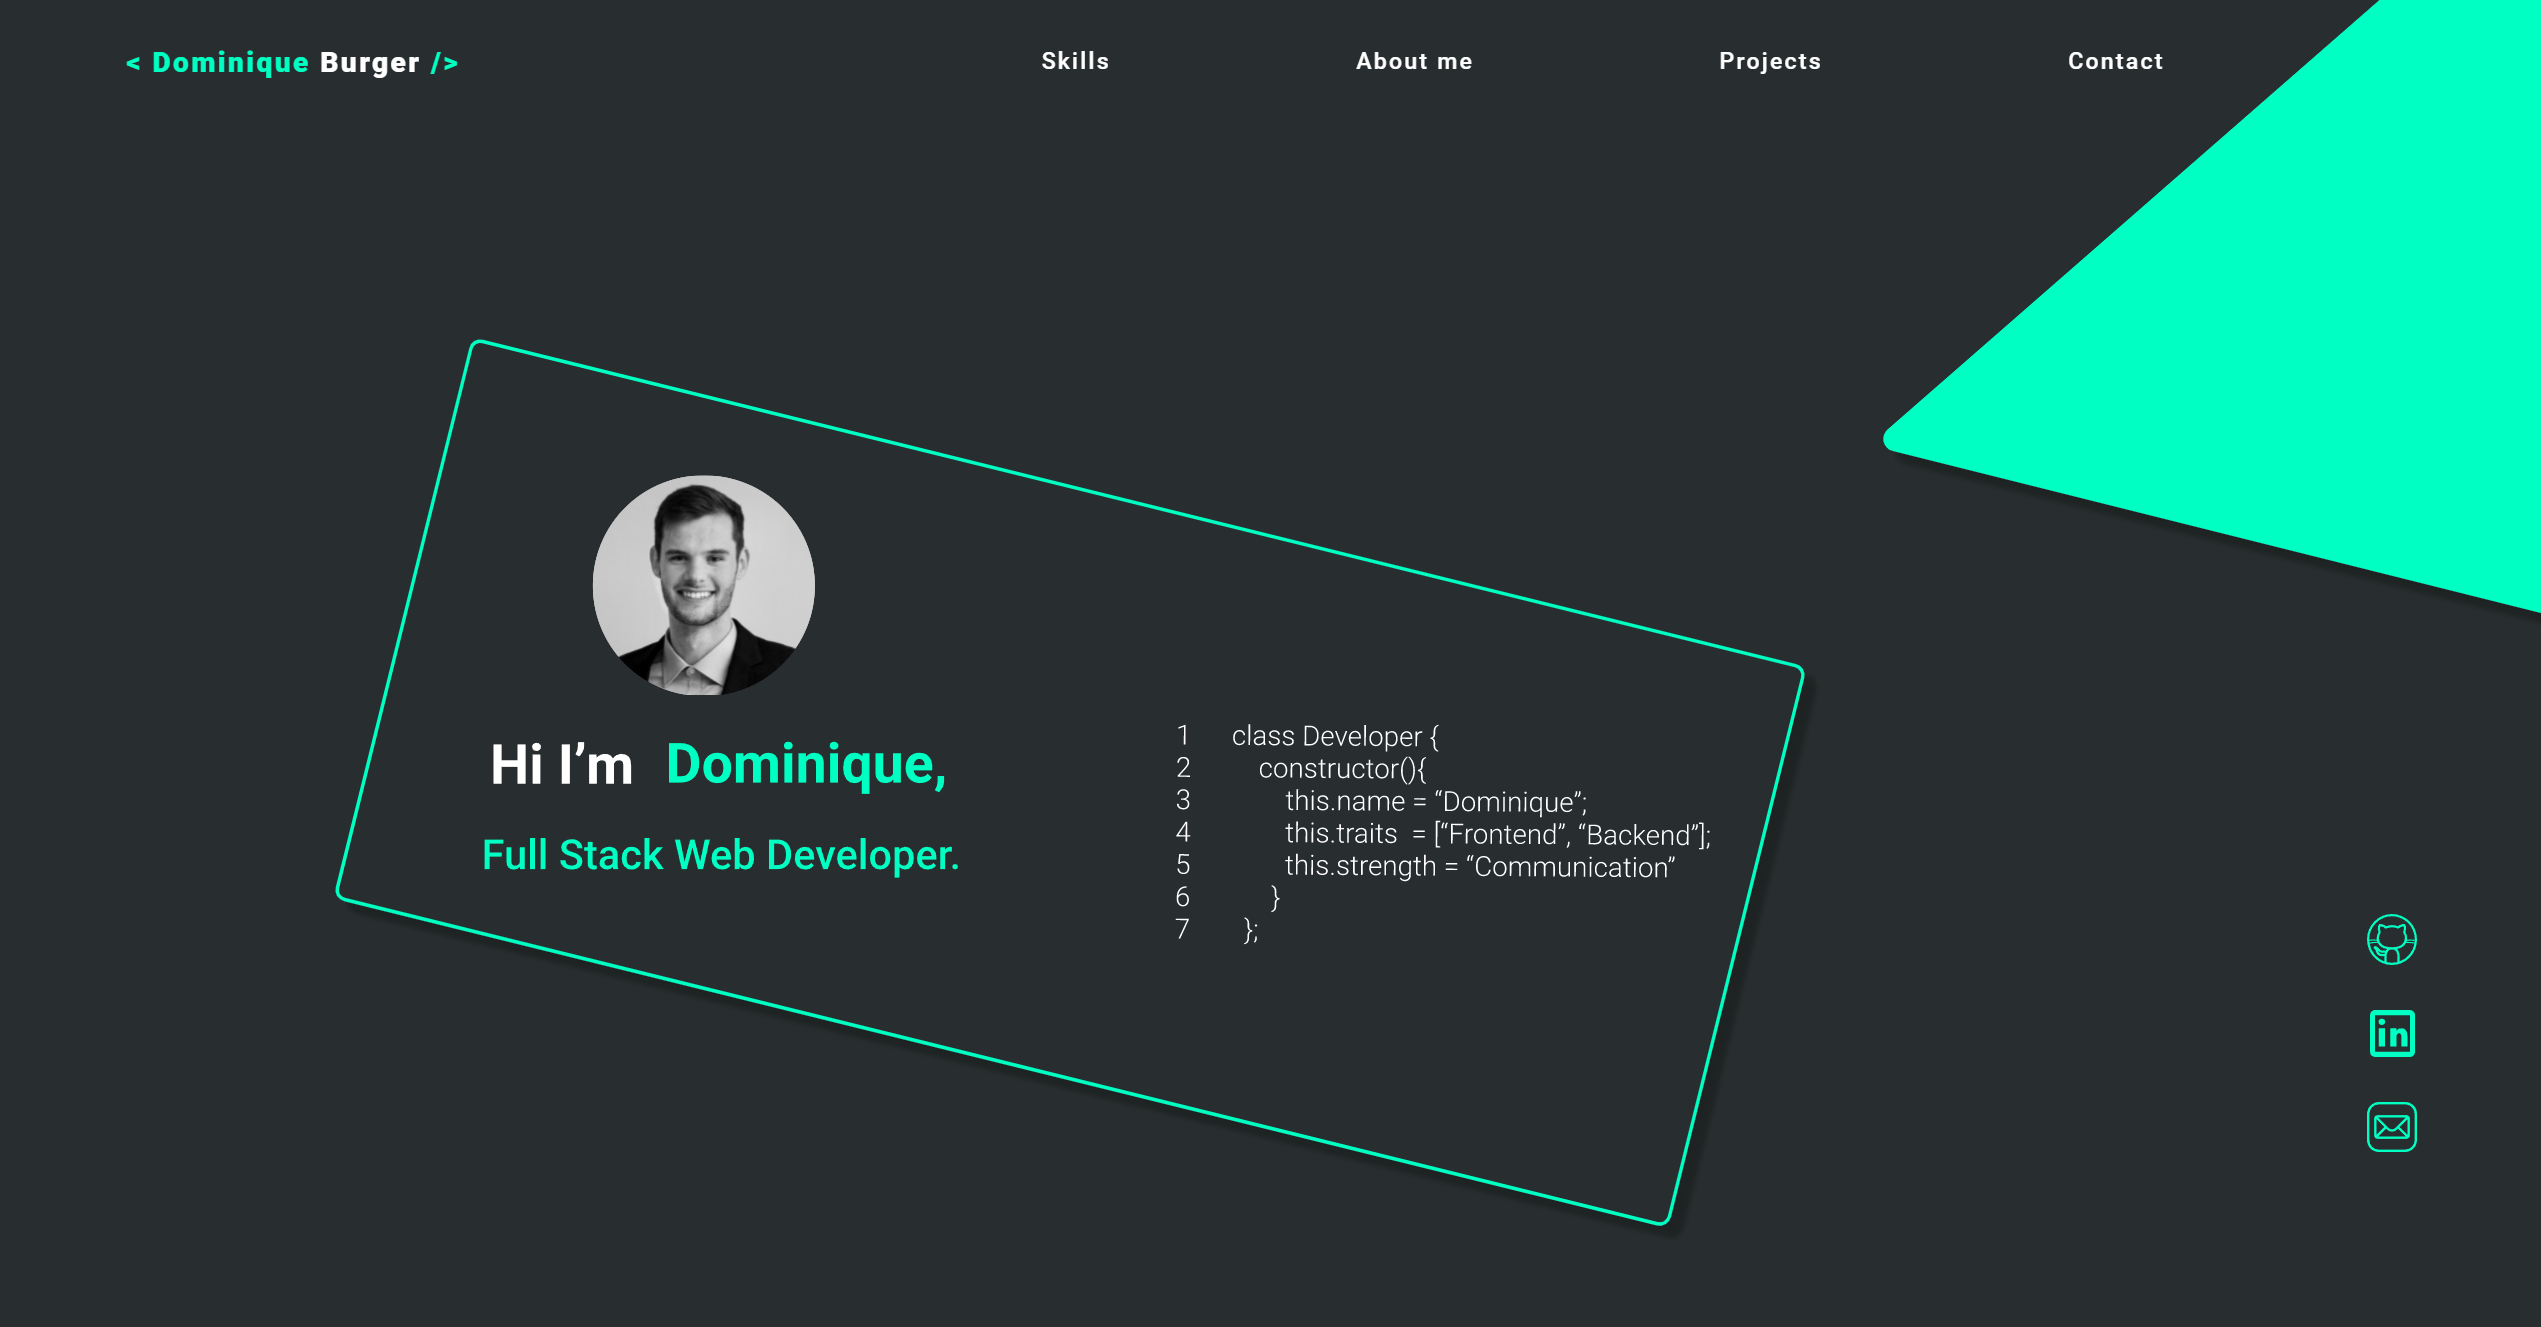 < Dominique Burger />
Skills
About me
Projects
Contact
Hi I’m Dominique,
Full Stack Web Developer.
1 class Developer {
2 constructor(){
3 this.name = “Dominique”;
4 this.traits = [“Frontend”, “Backend”];
5 this.strength = “Communication”
6 }
7 };
in